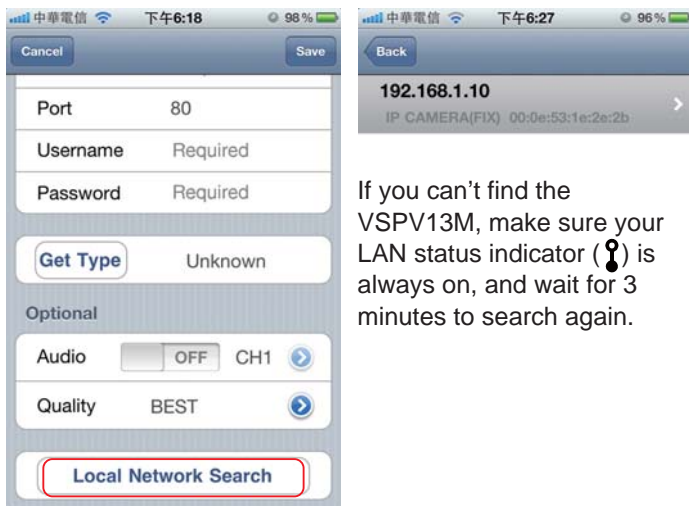 中華電信 下午6:18 98%
Cancel Save
Port 80
Username Required
Password Required
Get Type Unknown
Optional
Audio OFF CH1
Quality BEST
Local Network Search
中華電信 下午6:27 96%
Back
192.168.1.10
IP CAMERA(FIX) 00:0e:53:1e:2e:2b
If you can’t find the
VSPV13M, make sure your
LAN status indicator ( ) is
always on, and wait for 3
minutes to search again.